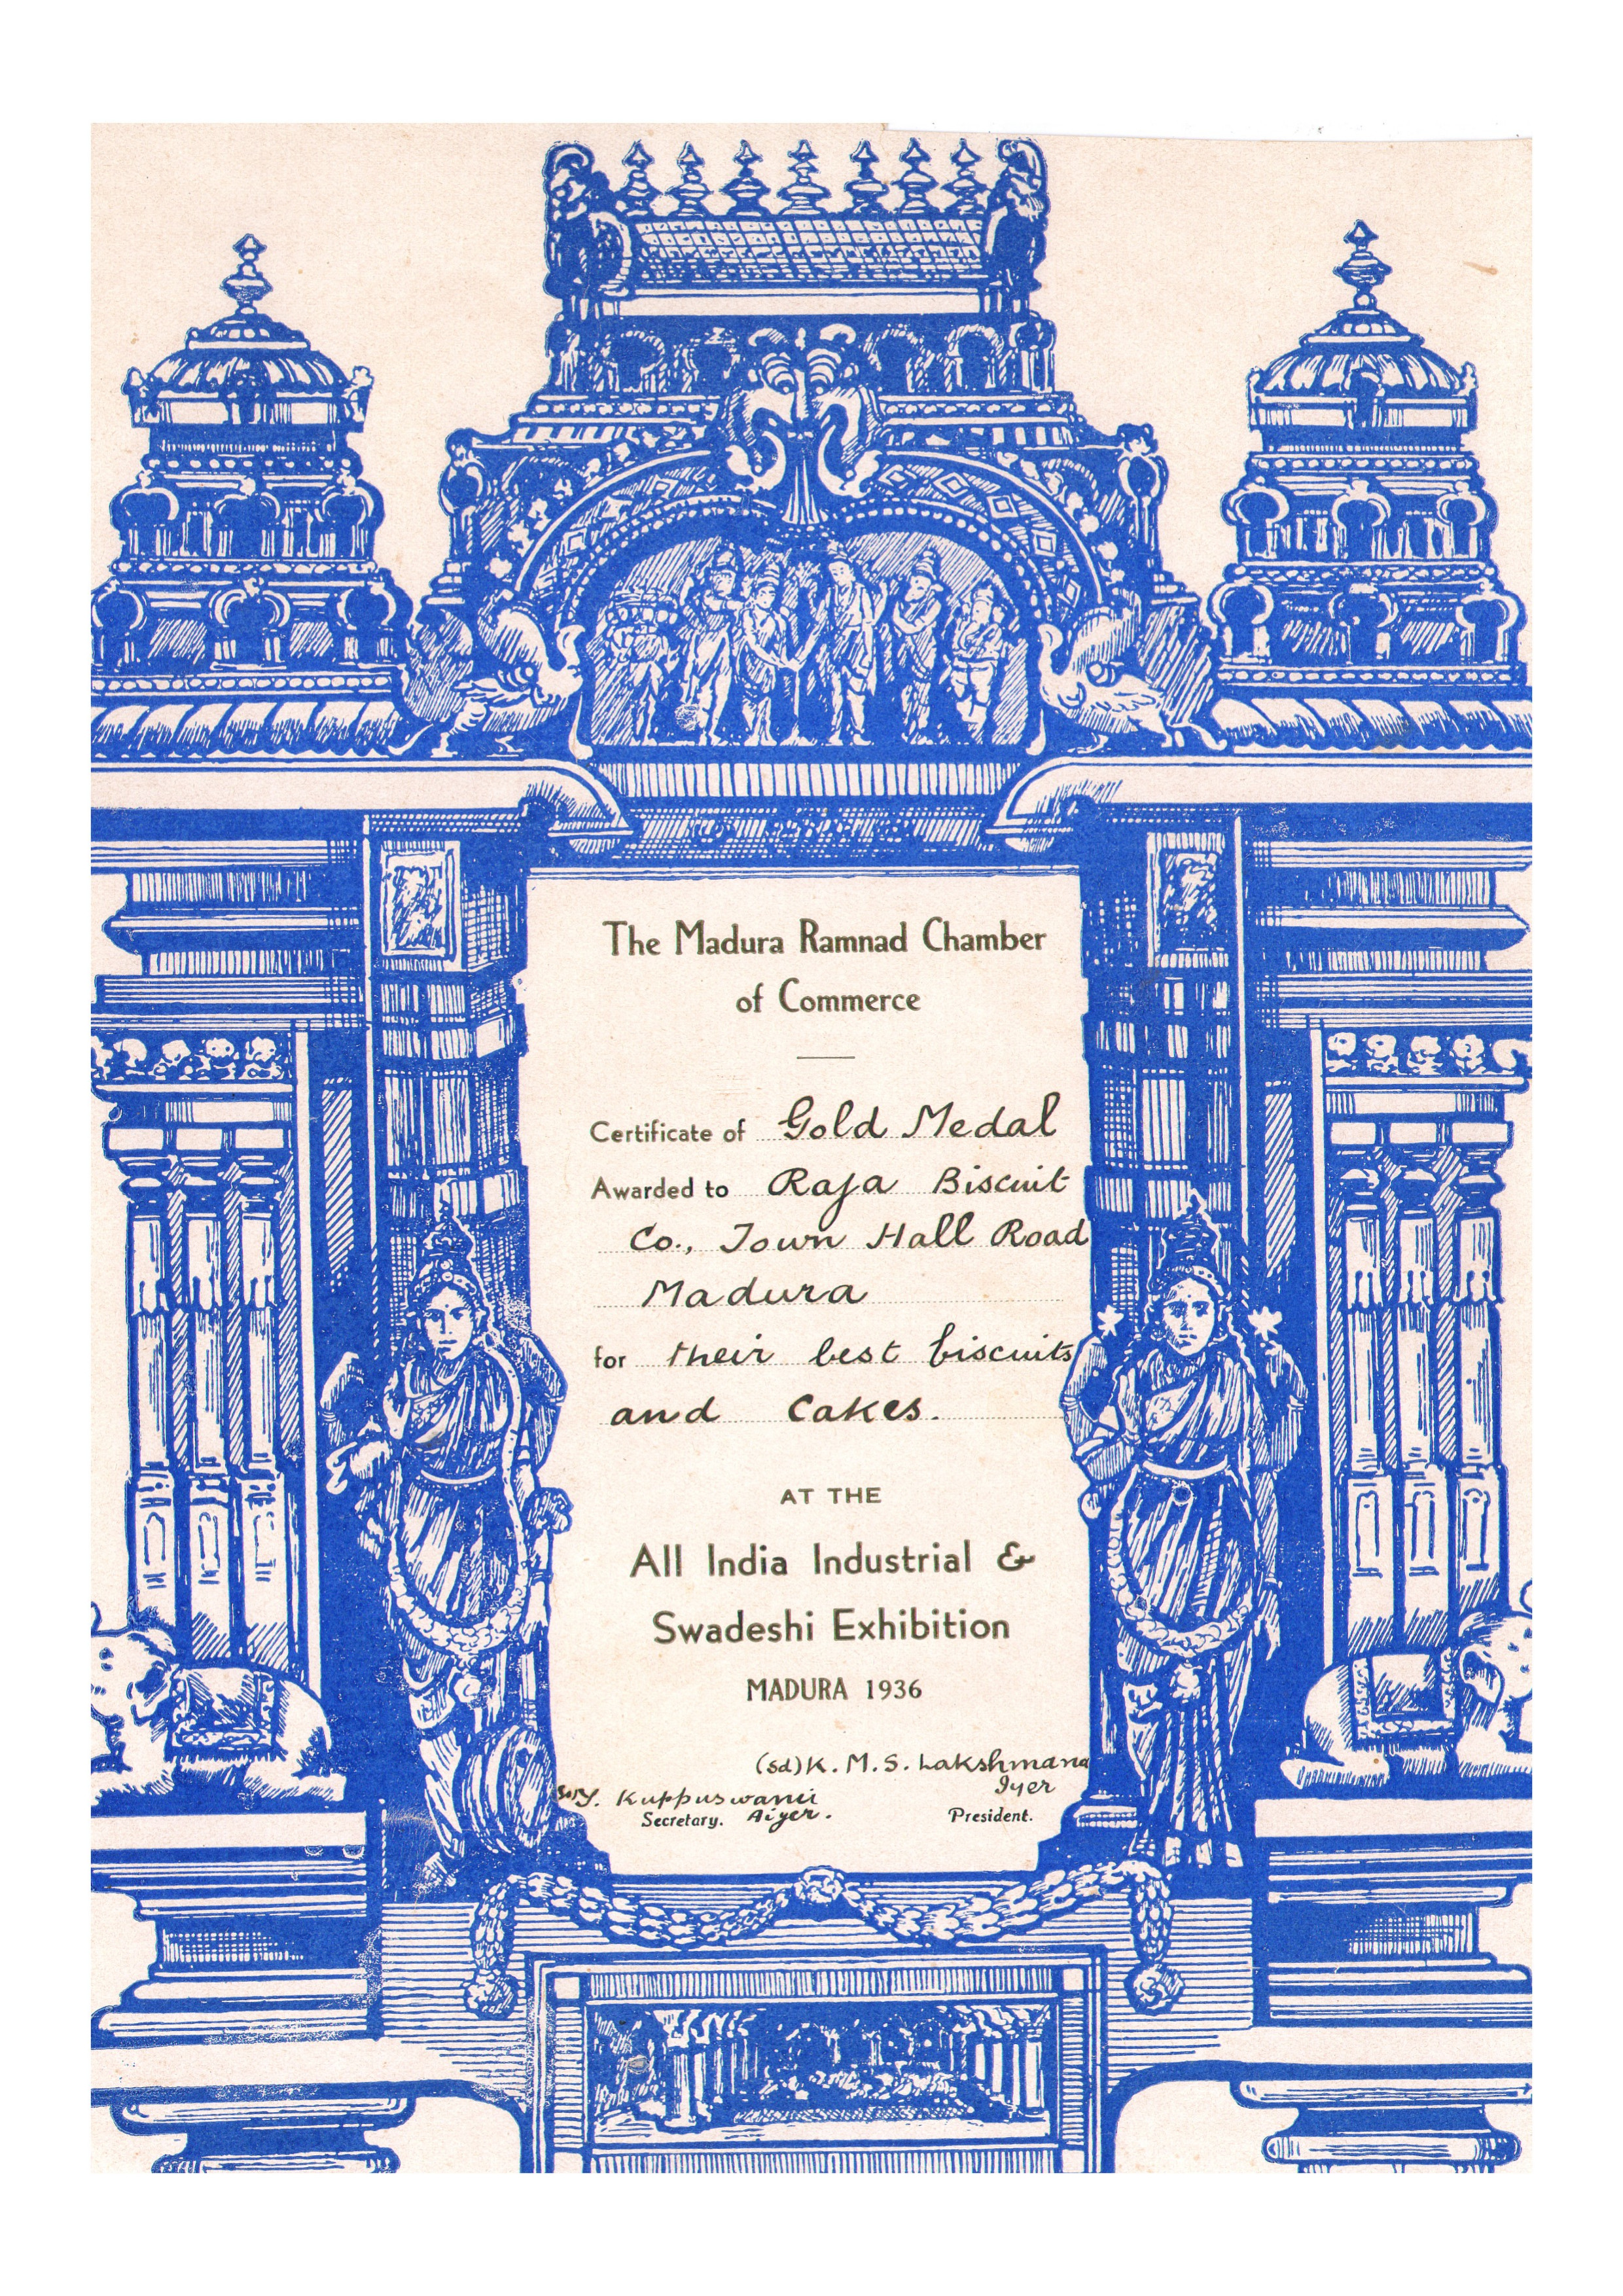 The Madura Ramnad Chamber
of Commerce
Certificate of Gold Medal
Awarded to Raja Biscuit
Co., Town Hall Road
Madura
for their best biscuits
and Cakes.
AT THE
All India Industrial &
Swadeshi Exhibition
MADURA 1936
(sd) K. M. S. Lakshmana
Iyer
Y. Kuppuswami
Secretary. Aiyer. President.